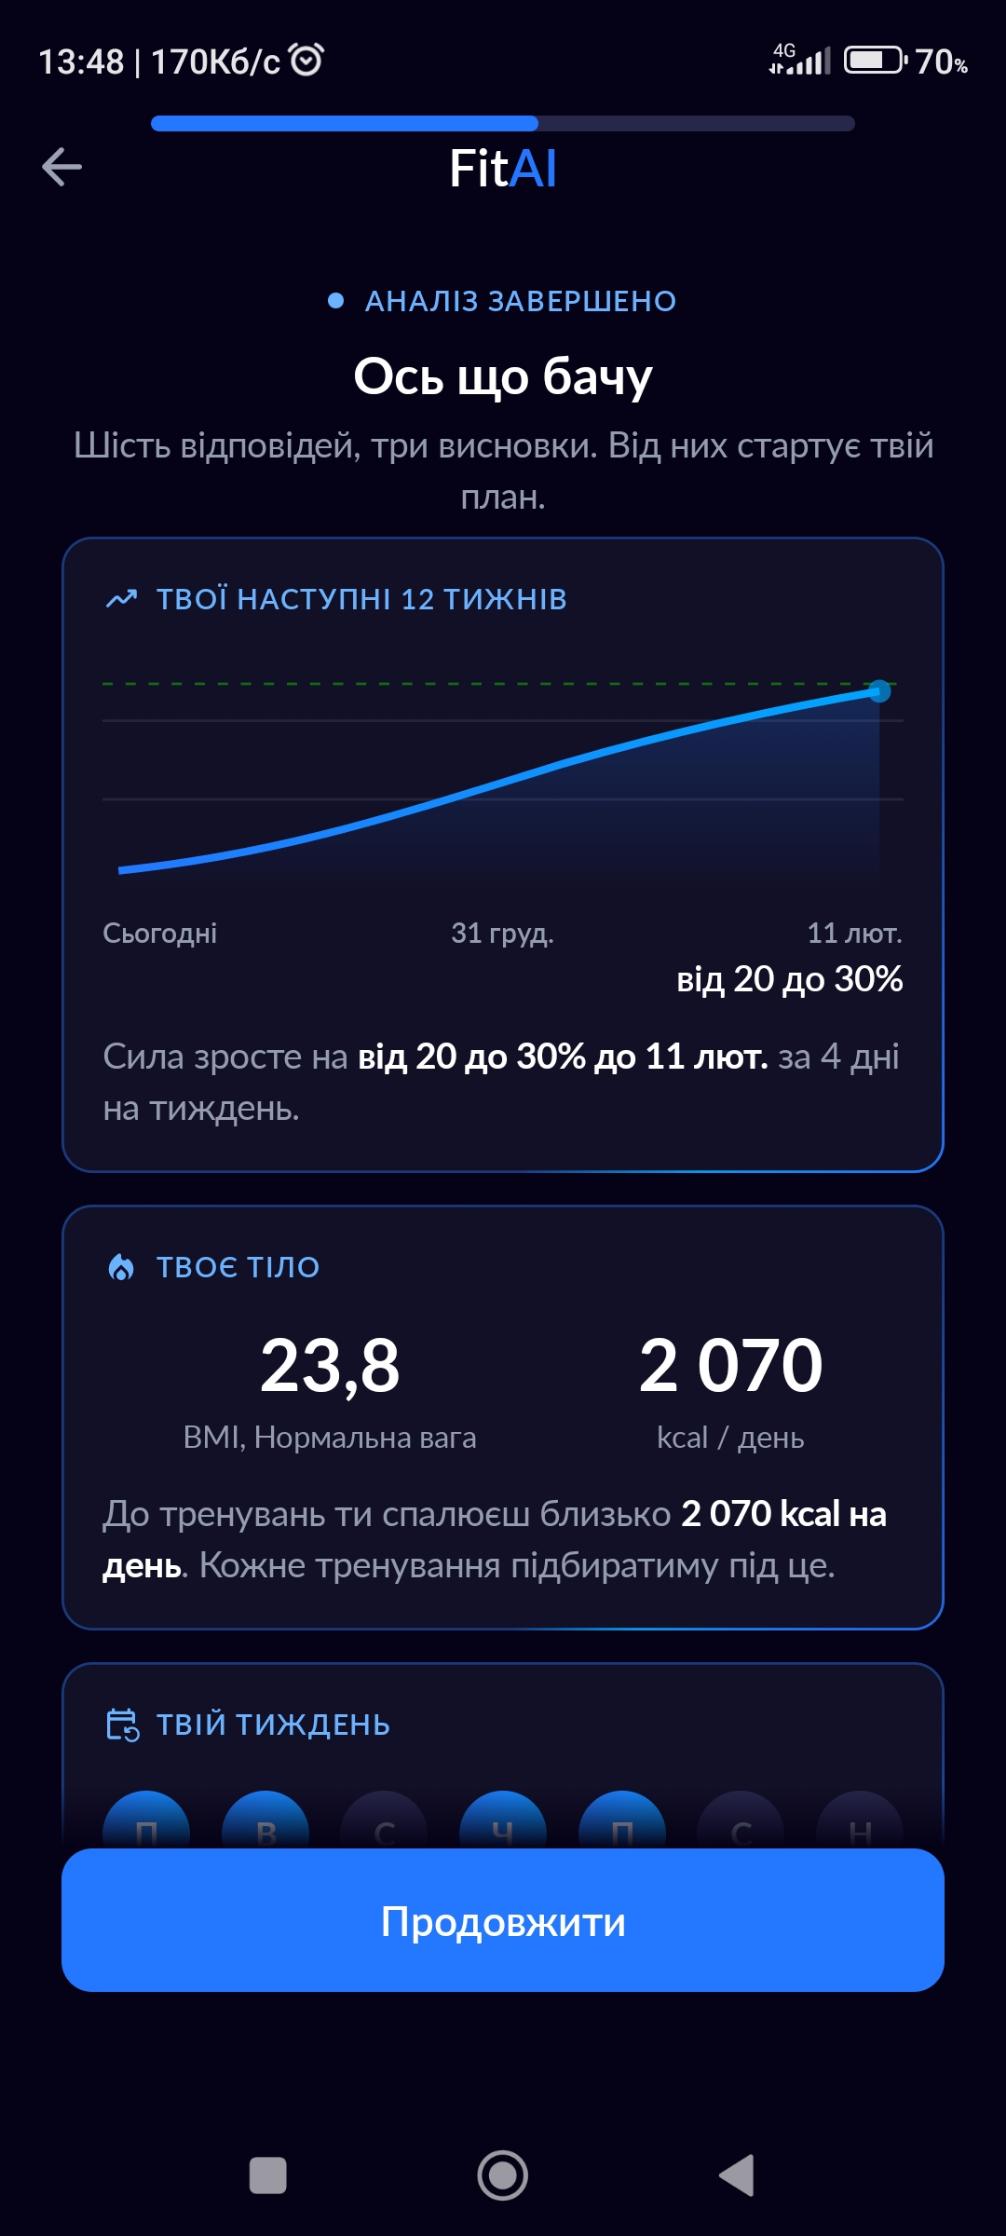 13:48 | 170Кб/с
4G
70%
FitAI
АНАЛІЗ ЗАВЕРШЕНО
Ось що бачу
Шість відповідей, три висновки. Від них стартує твій
план.
ТВОЇ НАСТУПНІ 12 ТИЖНІВ
Сьогодні
31 груд.
11 лют.
від 20 до 30%
Сила зросте на від 20 до 30% до 11 лют. за 4 дні
на тиждень.
ТВОЄ ТІЛО
23,8
2 070
BMI, Нормальна вага
kcal / день
До тренувань ти спалюєш близько 2 070 kcal на
день. Кожне тренування підбиратиму під це.
ТВІЙ ТИЖДЕНЬ
П В С Ч П С Н
Продовжити